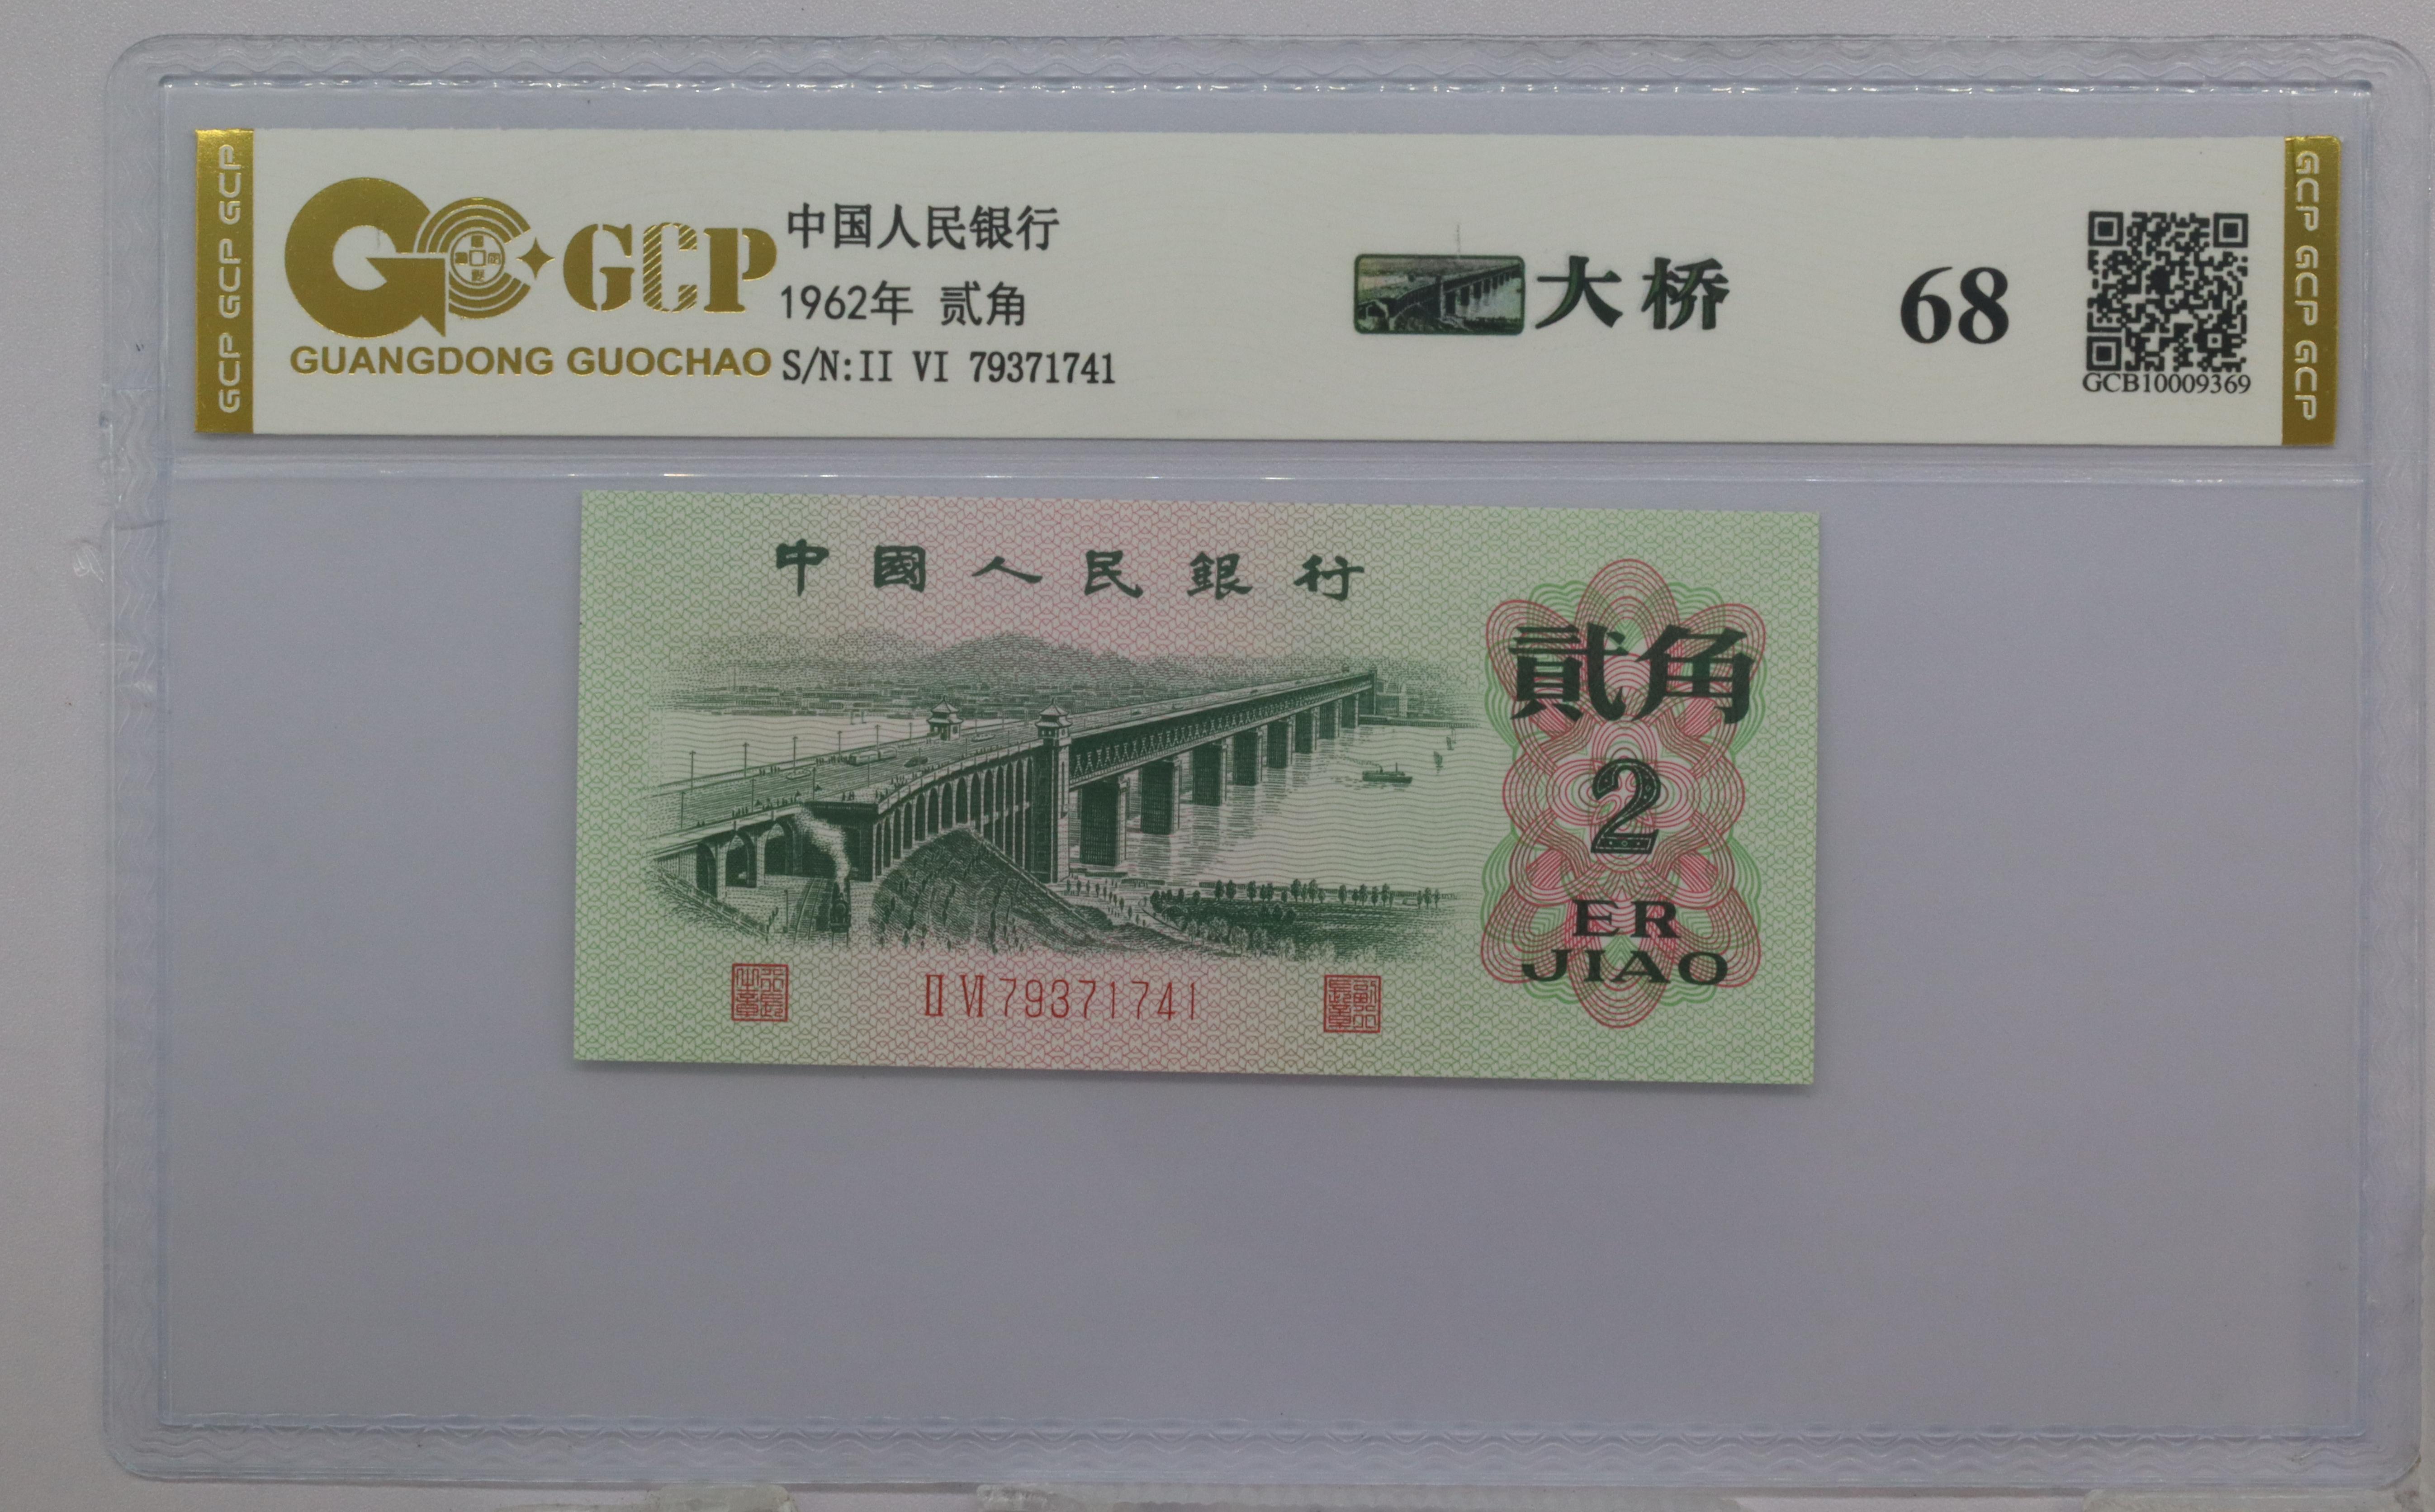 GCP GCP GCP
GCP
GUANGDONG GUOCHAO
中国人民银行
1962年 贰角
S/N:II VI 79371741
大桥
68
GCB10009369
GCP GCP GCP
中國人民銀行
貳角
2
ER
JIAO
II VI 79371741